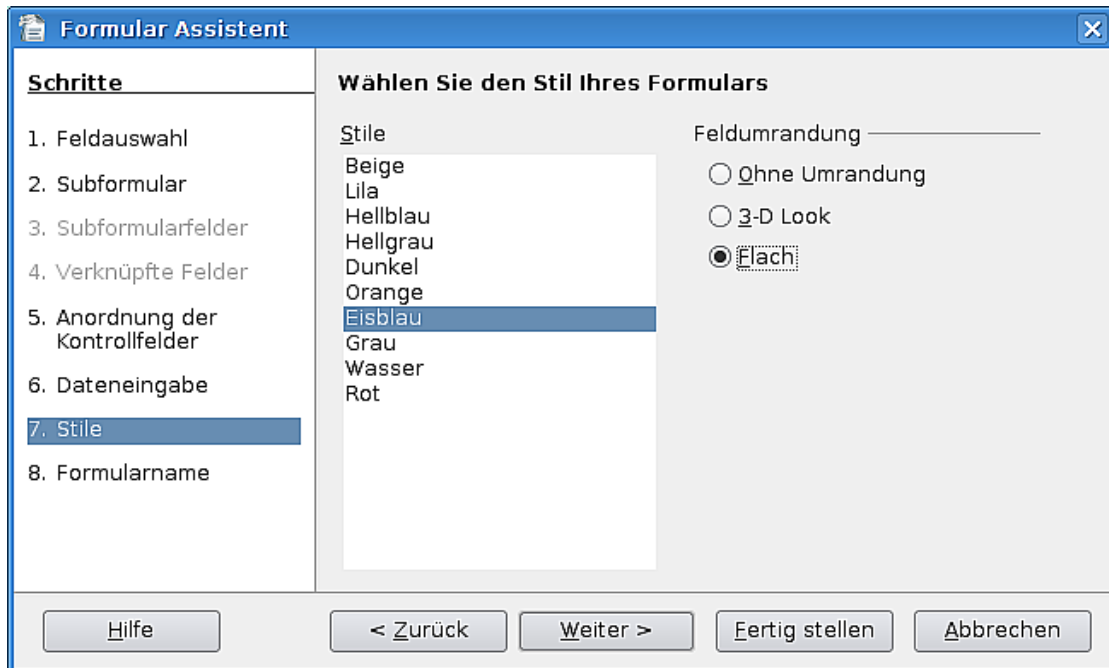 Formular Assistent
Schritte
1. Feldauswahl
2. Subformular
3. Subformularfelder
4. Verknüpfte Felder
5. Anordnung der
Kontrollfelder
6. Dateneingabe
7. Stile
8. Formularname
Wählen Sie den Stil Ihres Formulars
Stile
Beige
Lila
Hellblau
Hellgrau
Dunkel
Orange
Eisblau
Grau
Wasser
Rot
Feldumrandung
Ohne Umrandung
3-D Look
Flach
Hilfe
< Zurück
Weiter >
Fertig stellen
Abbrechen